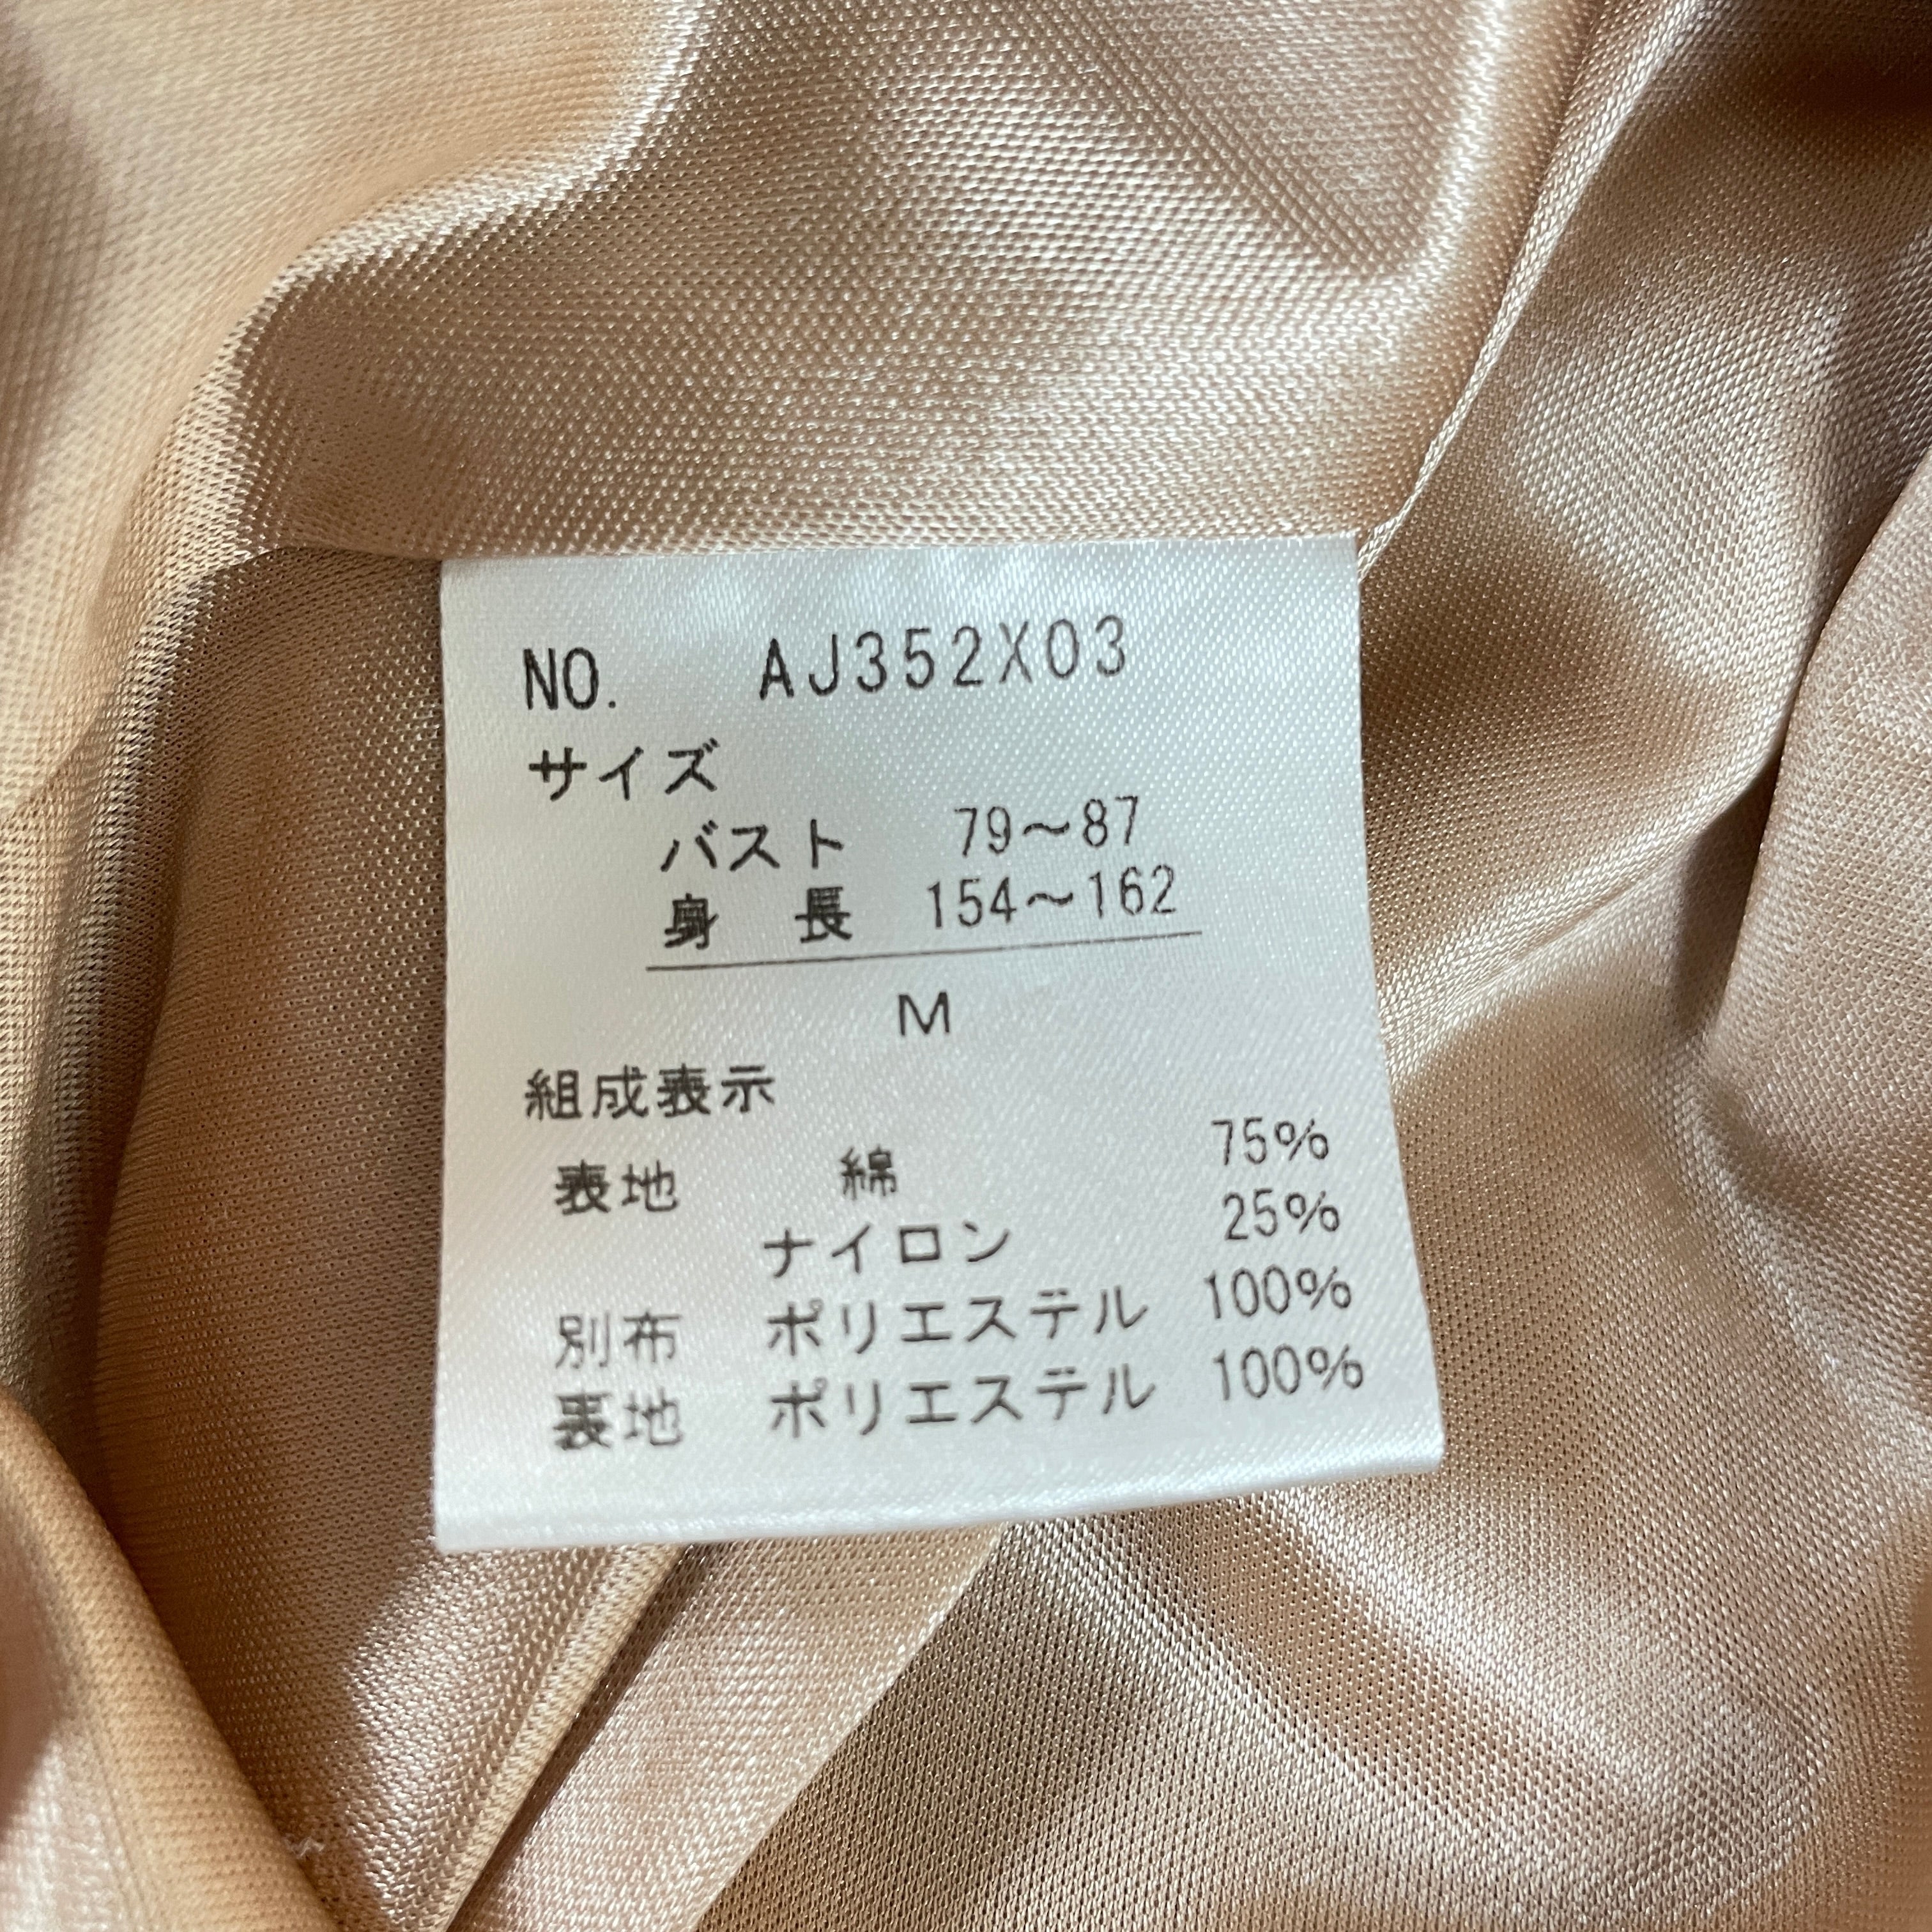 NO. AJ352X03
サイズ
バスト 79～87
身 長 154～162
M
組成表示
表地 綿 75%
ナイロン 25%
別布 ポリエステル 100%
裏地 ポリエステル 100%